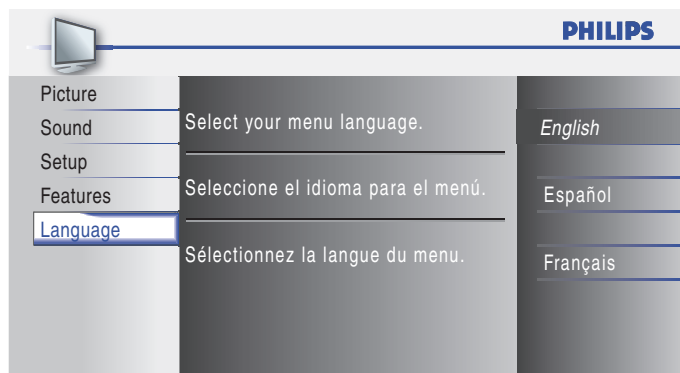 PHILIPS
Picture
Sound
Setup
Features
Language
Select your menu language.
Seleccione el idioma para el menú.
Sélectionnez la langue du menu.
English
Español
Français